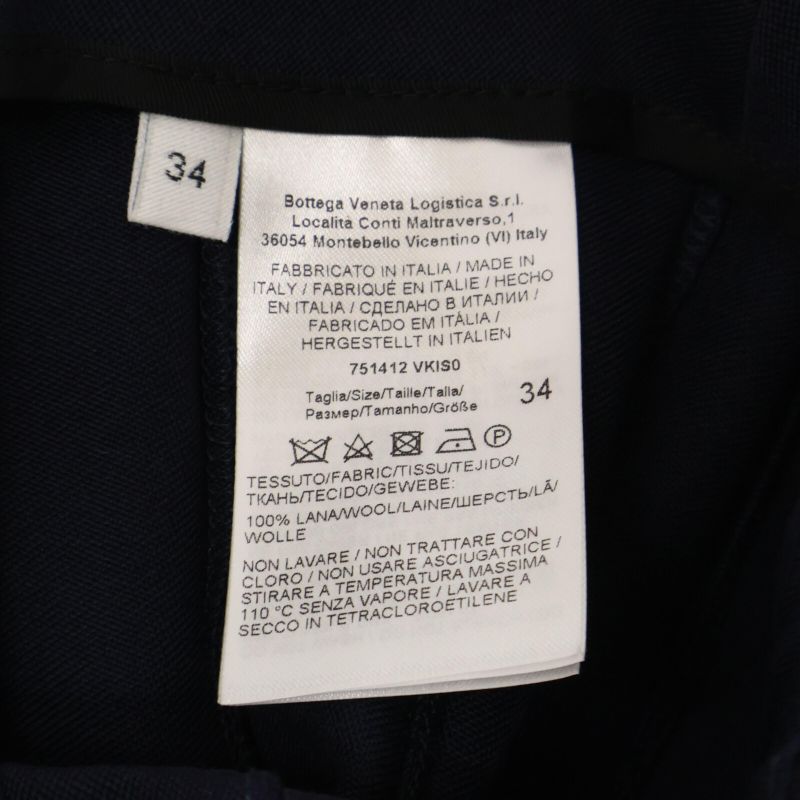 34
Bottega Veneta Logistica S.r.l.
Località Conti Maltraverso,1
36054 Montebello Vicentino (VI) Italy
FABBRICATO IN ITALIA / MADE IN
ITALY / FABRIQUÉ EN ITALIE / HECHO
EN ITALIA / СДЕЛАНО В ИТАЛИИ /
FABRICADO EM ITÁLIA /
HERGESTELLT IN ITALIEN
751412 VKIS0
Taglia/Size/Taille/Talla/
Размер/Tamanho/Größe 34
P
TESSUTO/FABRIC/TISSU/TEJIDO/
ТКАНЬ/TECIDO/GEWEBE:
100% LANA/WOOL/LAINE/ШЕРСТЬ/LÃ/
WOLLE
NON LAVARE / NON TRATTARE CON
CLORO / NON USARE ASCIUGATRICE /
STIRARE A TEMPERATURA MASSIMA
110 °C SENZA VAPORE / LAVARE A
SECCO IN TETRACLOROETILENE